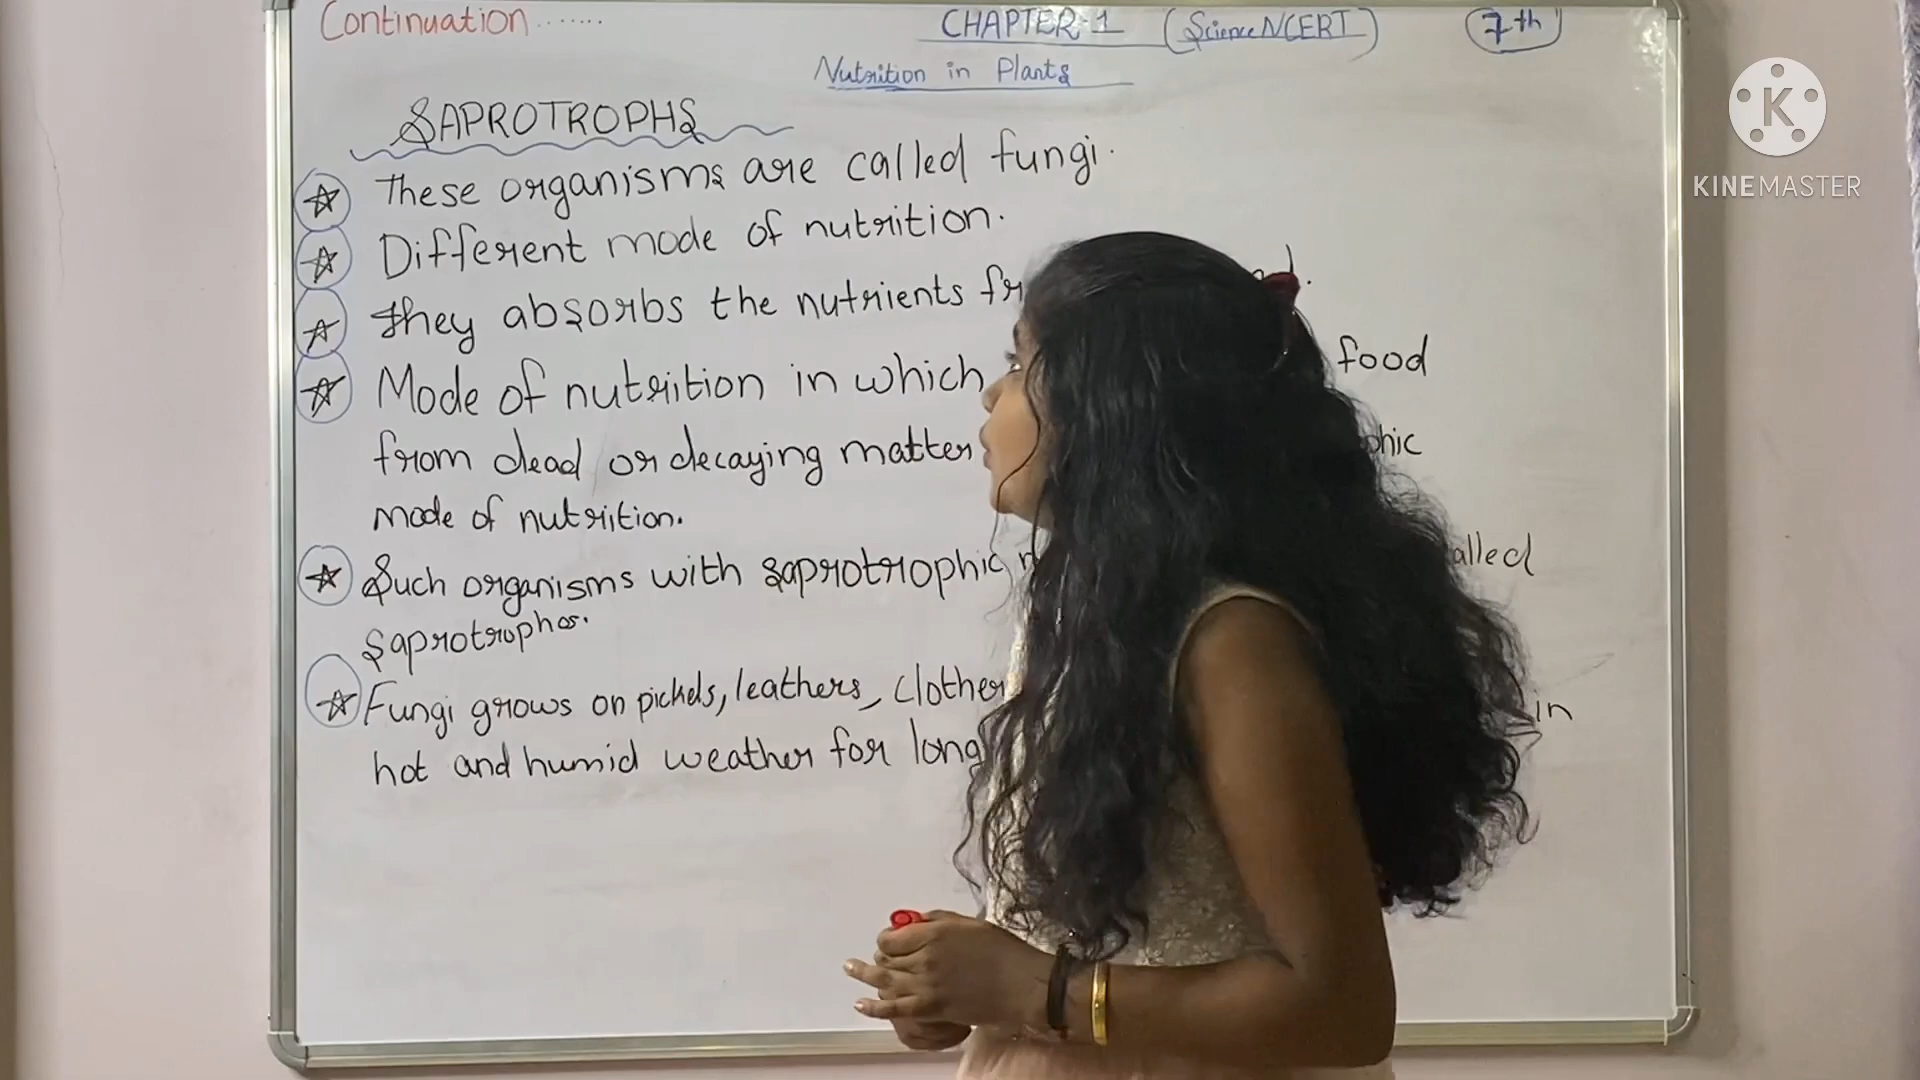 Continuation.......
CHAPTER-1 (Science NCERT) 7th
Nutrition in Plants
SAPROTROPHS
These organisms are called fungi.
Different mode of nutrition.
They absorbs the nutrients
Mode of nutrition in which food
from dead or decaying matter
mode of nutrition.
Such organisms with saprotrophic
saprotrophos.
Fungi grows on pickels, leathers, in
hot and humid weather for long
KINEMASTER